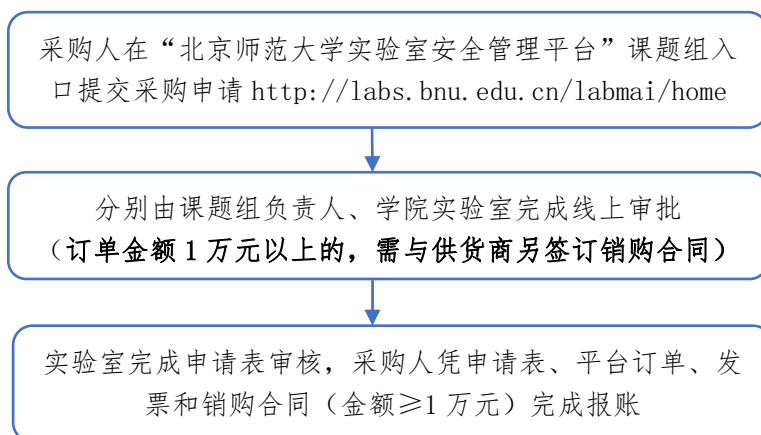 采购人在“北京师范大学实验室安全管理平台”课题组入
口提交采购申请 http://labs.bnu.edu.cn/labmai/home
分别由课题组负责人、学院实验室完成线上审批
（订单金额 1 万元以上的，需与供货商另签订销购合同）
实验室完成申请表审核，采购人凭申请表、平台订单、发
票和销购合同（金额≥1 万元）完成报账